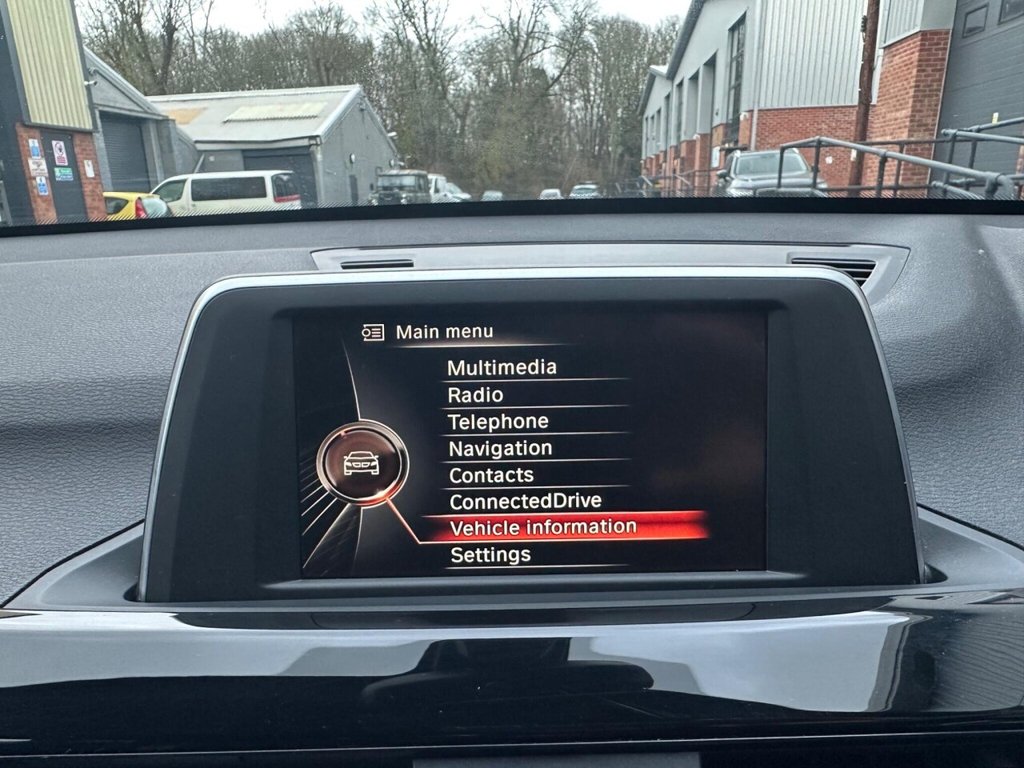 Main menu
Multimedia
Radio
Telephone
Navigation
Contacts
ConnectedDrive
Vehicle information
Settings